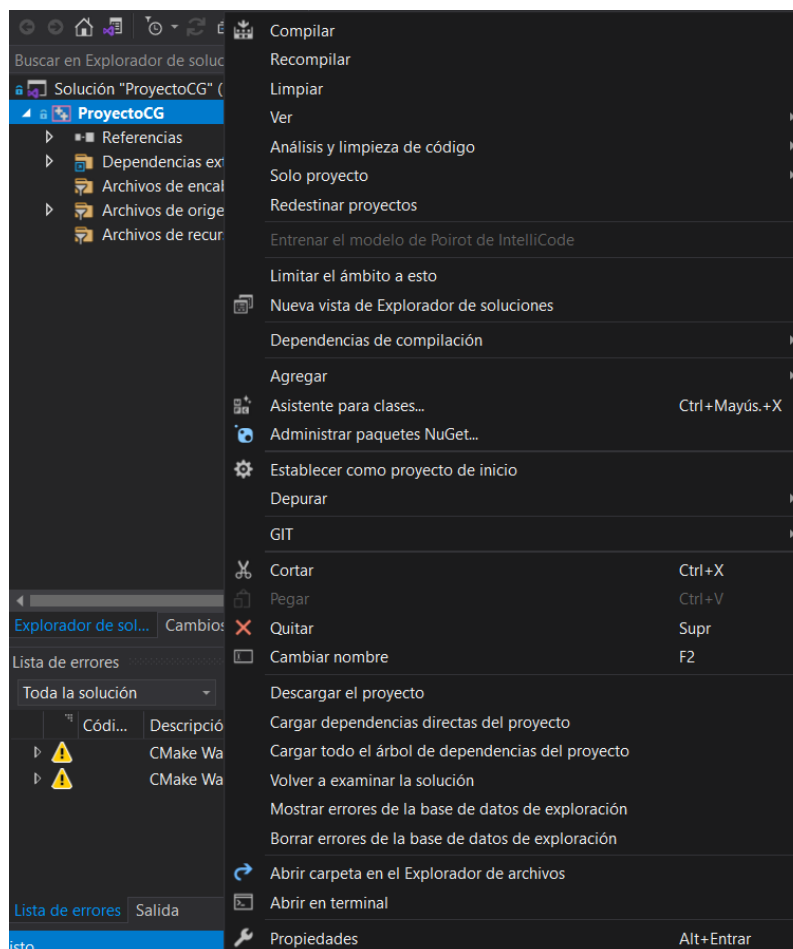 Buscar en Explorador de soluc
Solución "ProyectoCG" (
ProyectoCG
Referencias
Dependencias ext
Archivos de encab
Archivos de orige
Archivos de recur
Explorador de sol... Cambios
Lista de errores
Toda la solución
Códi... Descripció
CMake Wa
CMake Wa
Lista de errores Salida
isto
Compilar
Recompilar
Limpiar
Ver
Análisis y limpieza de código
Solo proyecto
Redestinar proyectos
Entrenar el modelo de Poirot de IntelliCode
Limitar el ámbito a esto
Nueva vista de Explorador de soluciones
Dependencias de compilación
Agregar
Asistente para clases... Ctrl+Mayús.+X
Administrar paquetes NuGet...
Establecer como proyecto de inicio
Depurar
GIT
Cortar Ctrl+X
Pegar Ctrl+V
Quitar Supr
Cambiar nombre F2
Descargar el proyecto
Cargar dependencias directas del proyecto
Cargar todo el árbol de dependencias del proyecto
Volver a examinar la solución
Mostrar errores de la base de datos de exploración
Borrar errores de la base de datos de exploración
Abrir carpeta en el Explorador de archivos
Abrir en terminal
Propiedades Alt+Entrar